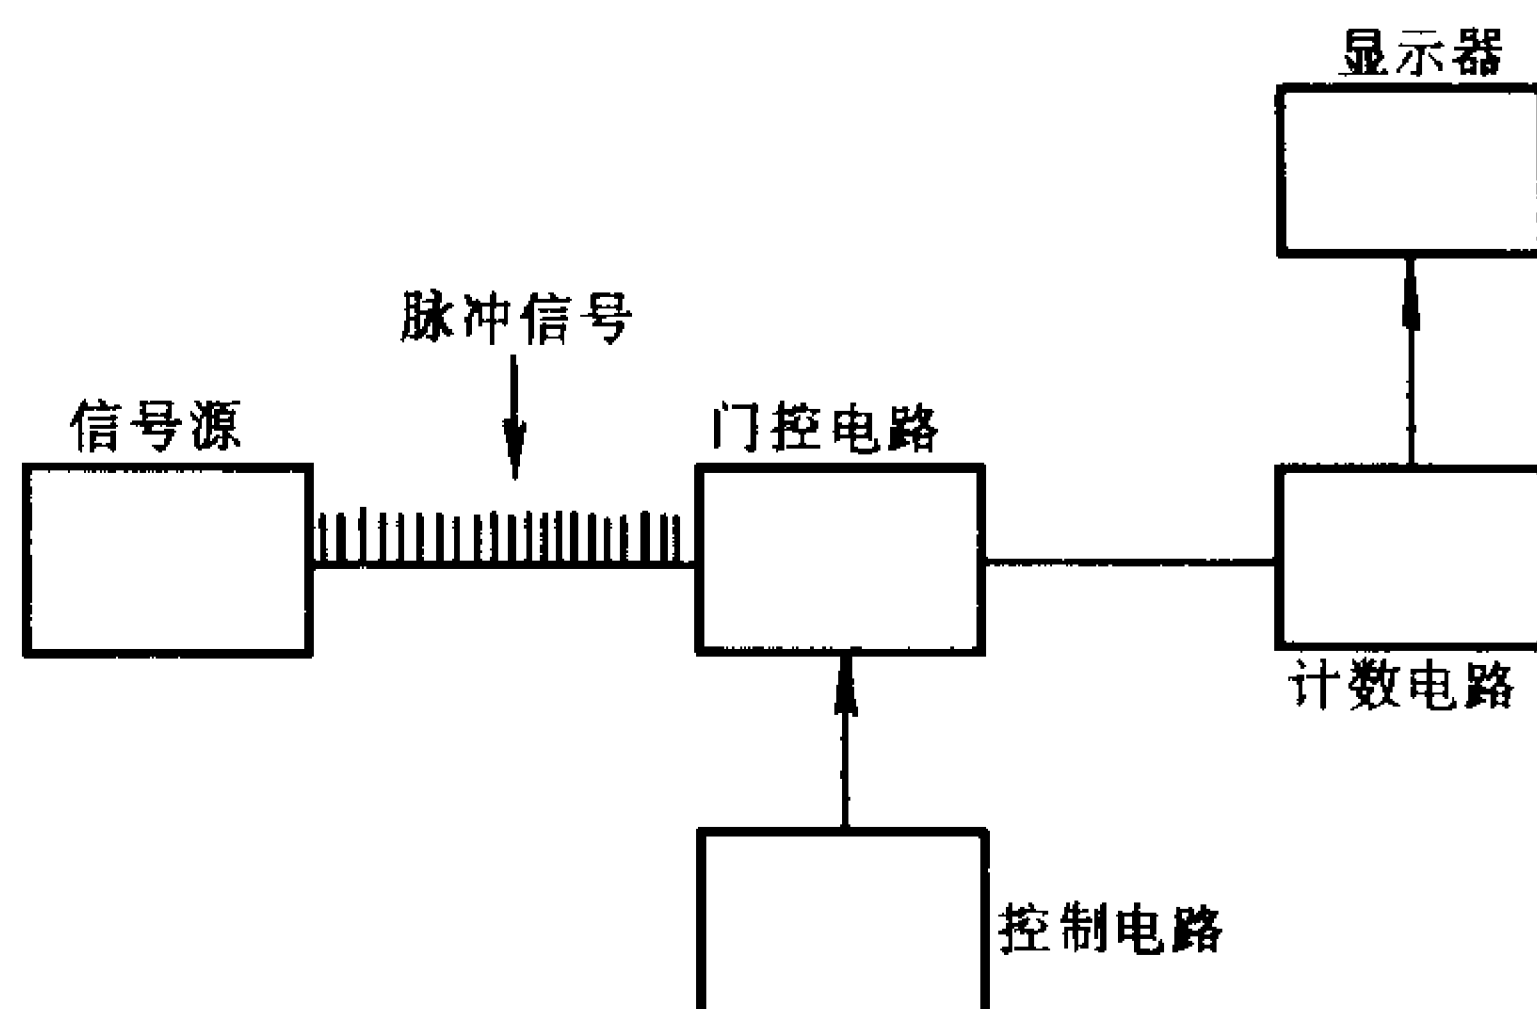 显示器
脉冲信号
信号源
门控电路
计数电路
控制电路